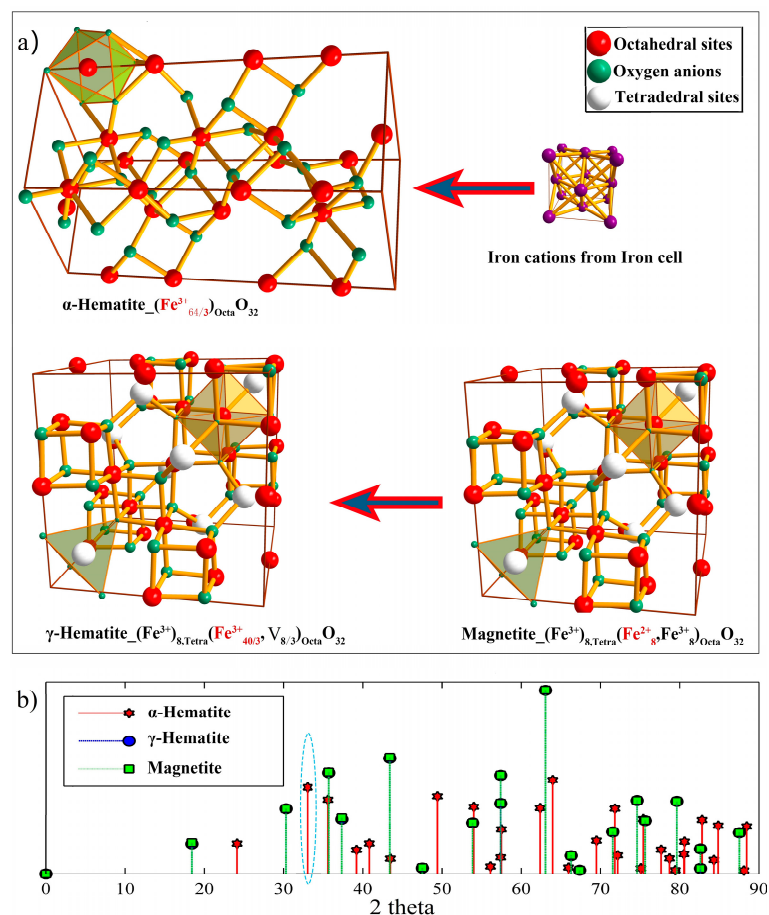 a)
Octahedral sites
Oxygen anions
Tetradedral sites
Iron cations from Iron cell
α-Hematite_(Fe³⁺₆₄/₃)OctaO₃₂
γ-Hematite_(Fe³⁺)₈,Tetra(Fe³⁺₄₀/₃, V₈/₃)OctaO₃₂
Magnetite_(Fe³⁺)₈,Tetra(Fe²⁺₈,Fe³⁺₈)OctaO₃₂
b)
α-Hematite
γ-Hematite
Magnetite
0 10 20 30 40 50 60 70 80 90
2 theta